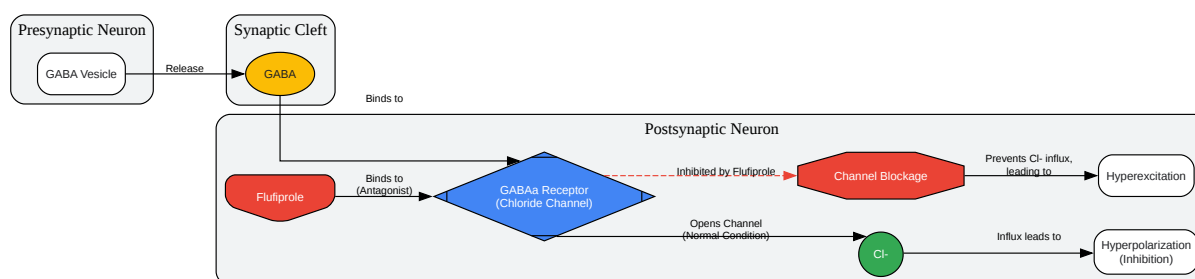 Presynaptic Neuron
Synaptic Cleft
GABA Vesicle
Release
GABA
Binds to
Postsynaptic Neuron
Flufiprole
Binds to
(Antagonist)
GABAa Receptor
(Chloride Channel)
Inhibited by Flufiprole
Channel Blockage
Prevents Cl- influx,
leading to
Hyperexcitation
Opens Channel
(Normal Condition)
Cl-
Influx leads to
Hyperpolarization
(Inhibition)